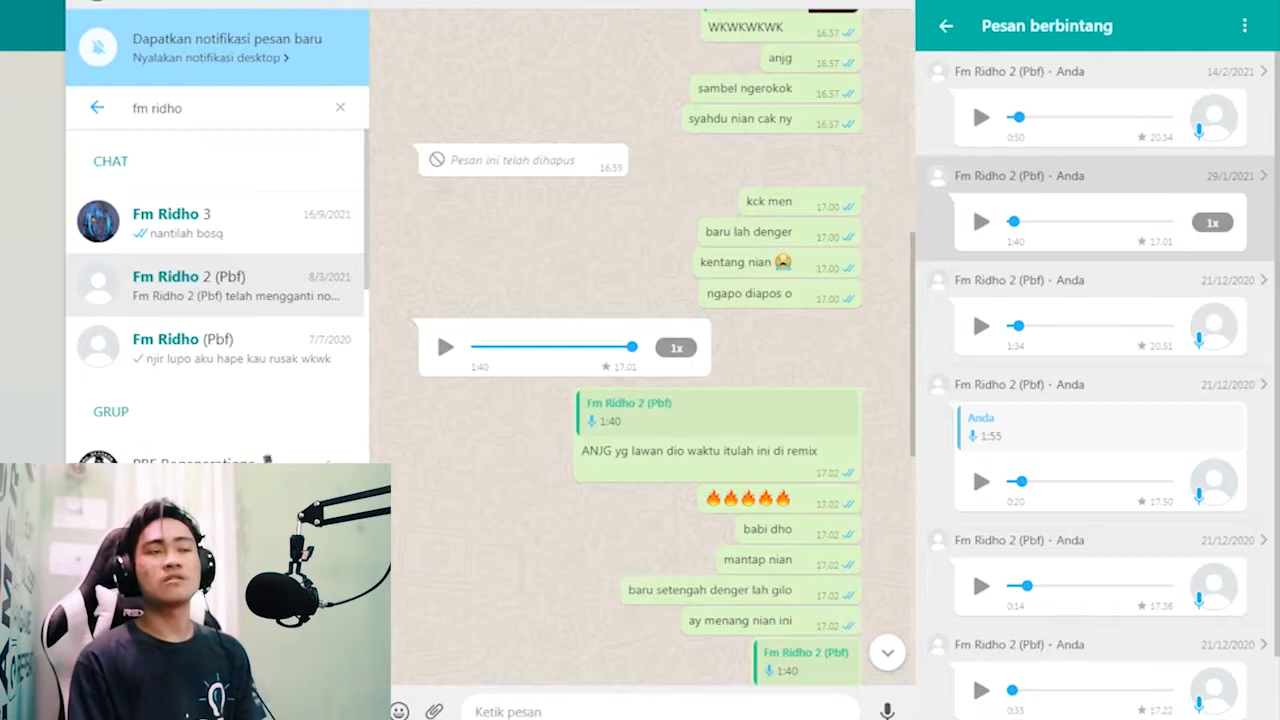 Dapatkan notifikasi pesan baru
Nyalakan notifikasi desktop >
fm ridho
CHAT
Fm Ridho 3
16/9/2021
nantilah bosq
Fm Ridho 2 (Pbf)
8/3/2021
Fm Ridho 2 (Pbf) telah mengganti no...
Fm Ridho (Pbf)
7/7/2020
njir lupo aku hape kau rusak wkwk
GRUP
WKWKWKWK
16.57
anjg
16.57
sambel ngerokok
16.57
syahdu nian cak ny
16.57
Pesan ini telah dihapus
16.59
kck men
17.00
baru lah denger
17.00
kentang nian 😭
17.00
ngapo diapos o
17.00
1x
1:40
★ 17.01
Fm Ridho 2 (Pbf)
1:40
ANJG yg lawan dio waktu itulah ini di remix
17.02
🔥🔥🔥🔥🔥
17.02
babi dho
17.02
mantap nian
17.02
baru setengah denger lah gilo
17.02
ay menang nian ini
17.02
Fm Ridho 2 (Pbf)
1:40
Ketik pesan
Pesan berbintang
Fm Ridho 2 (Pbf) • Anda
14/2/2021
0:50
★ 20.54
Fm Ridho 2 (Pbf) • Anda
29/1/2021
1x
1:40
★ 17.01
Fm Ridho 2 (Pbf) • Anda
21/12/2020
1:34
★ 20.51
Fm Ridho 2 (Pbf) • Anda
21/12/2020
Anda
1:55
0:20
★ 17.50
Fm Ridho 2 (Pbf) • Anda
21/12/2020
0:14
★ 17.36
Fm Ridho 2 (Pbf) • Anda
21/12/2020
0:35
★ 17.22